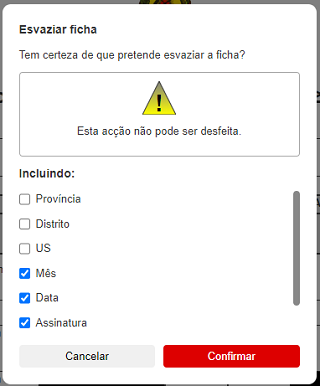 Esvaziar ficha
Tem certeza de que pretende esvaziar a ficha?
!
Esta acção não pode ser desfeita.
Incluindo:
Província
Distrito
US
Mês
Data
Assinatura
Cancelar
Confirmar